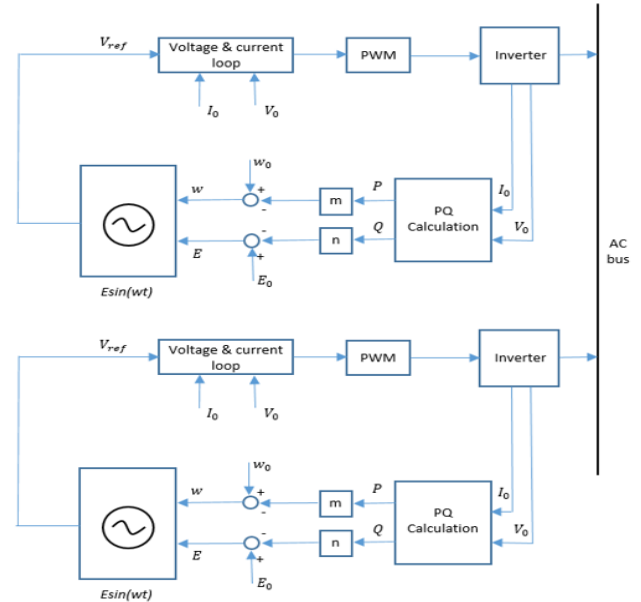 V_ref
Voltage & current
loop
PWM
Inverter
I_0
V_0
w_0
w
+
-
m
P
PQ
Calculation
I_0
V_0
AC
bus
E
-
+
n
Q
E_0
Esin(wt)
V_ref
Voltage & current
loop
PWM
Inverter
I_0
V_0
w_0
w
+
-
m
P
PQ
Calculation
I_0
V_0
E
-
+
n
Q
E_0
Esin(wt)